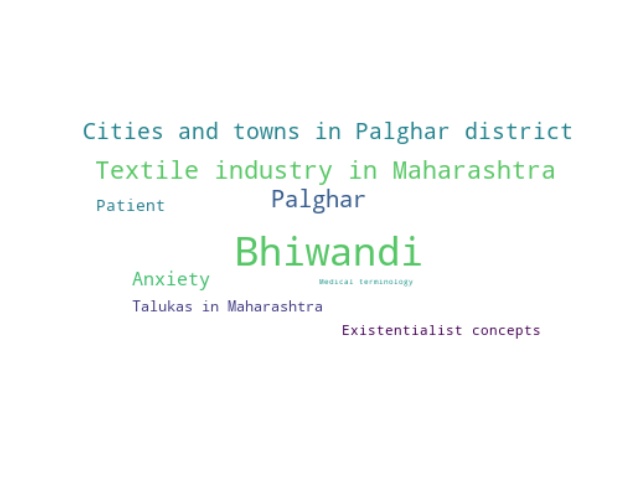 Cities and towns in Palghar district
Textile industry in Maharashtra
Palghar
Patient
Bhiwandi
Anxiety
Medical terminology
Talukas in Maharashtra
Existentialist concepts